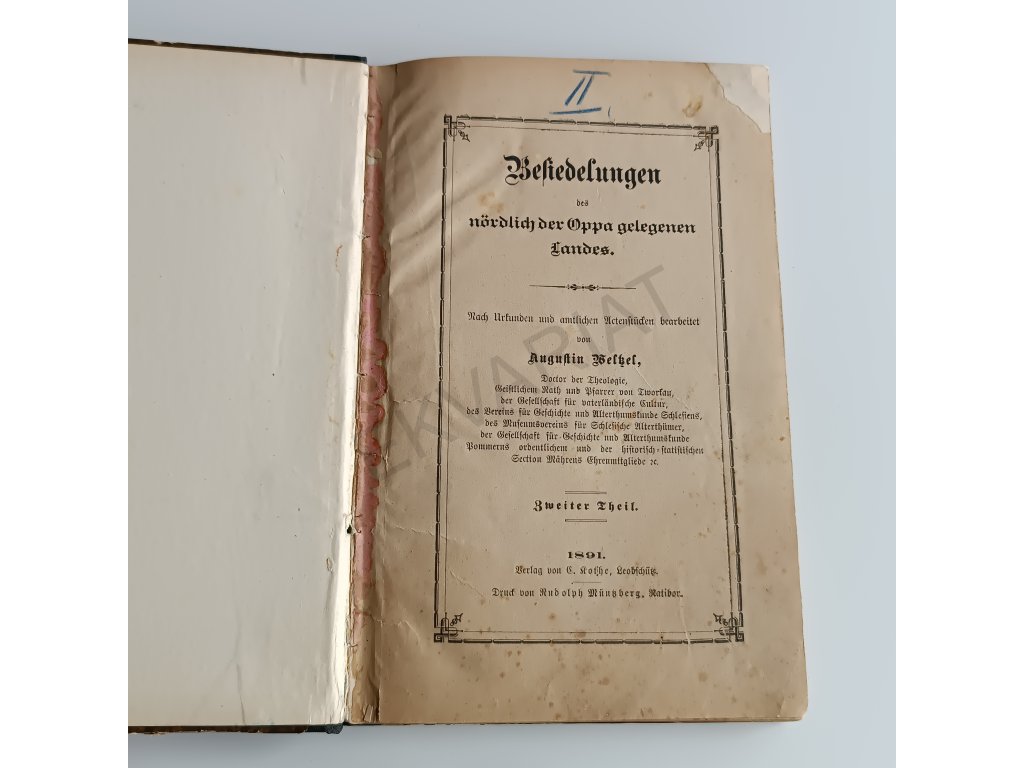 II.
Besiedelungen
des
nördlich der Oppa gelegenen
Landes.
Nach Urkunden und amtlichen Actenstücken bearbeitet
von
Augustin Weltzel,
Doctor der Theologie,
Geistlichem Rath und Pfarrer von Tworkau,
der Gesellschaft für vaterländische Cultur,
des Vereins für Geschichte und Alterthumskunde Schlesiens,
des Museumsvereins für Schlesische Alterthümer,
der Gesellschaft für Geschichte und Alterthumskunde
Pommerns ordentlichem und der historisch-statistischen
Section Mährens Ehrenmitgliede ꝛc.
Zweiter Theil.
1891.
Verlag von C. Kothe, Leobschütz.
Druck von Rudolph Müntzberg, Ratibor.